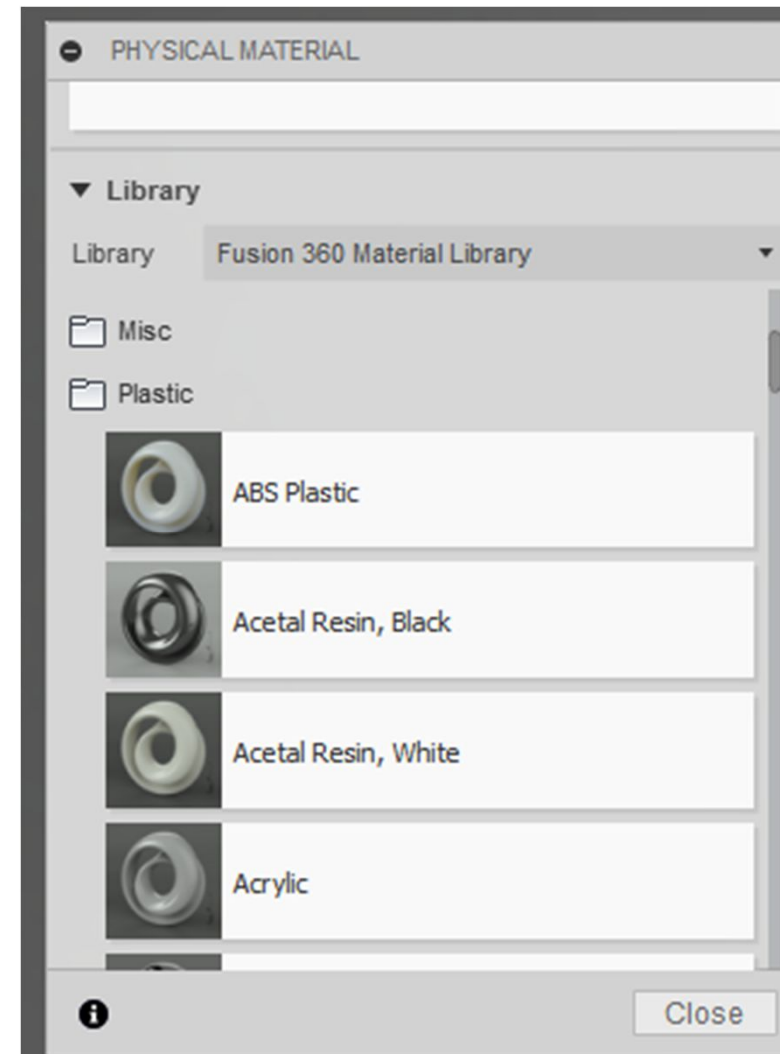 PHYSICAL MATERIAL
Library
Library Fusion 360 Material Library
Misc
Plastic
ABS Plastic
Acetal Resin, Black
Acetal Resin, White
Acrylic
Close